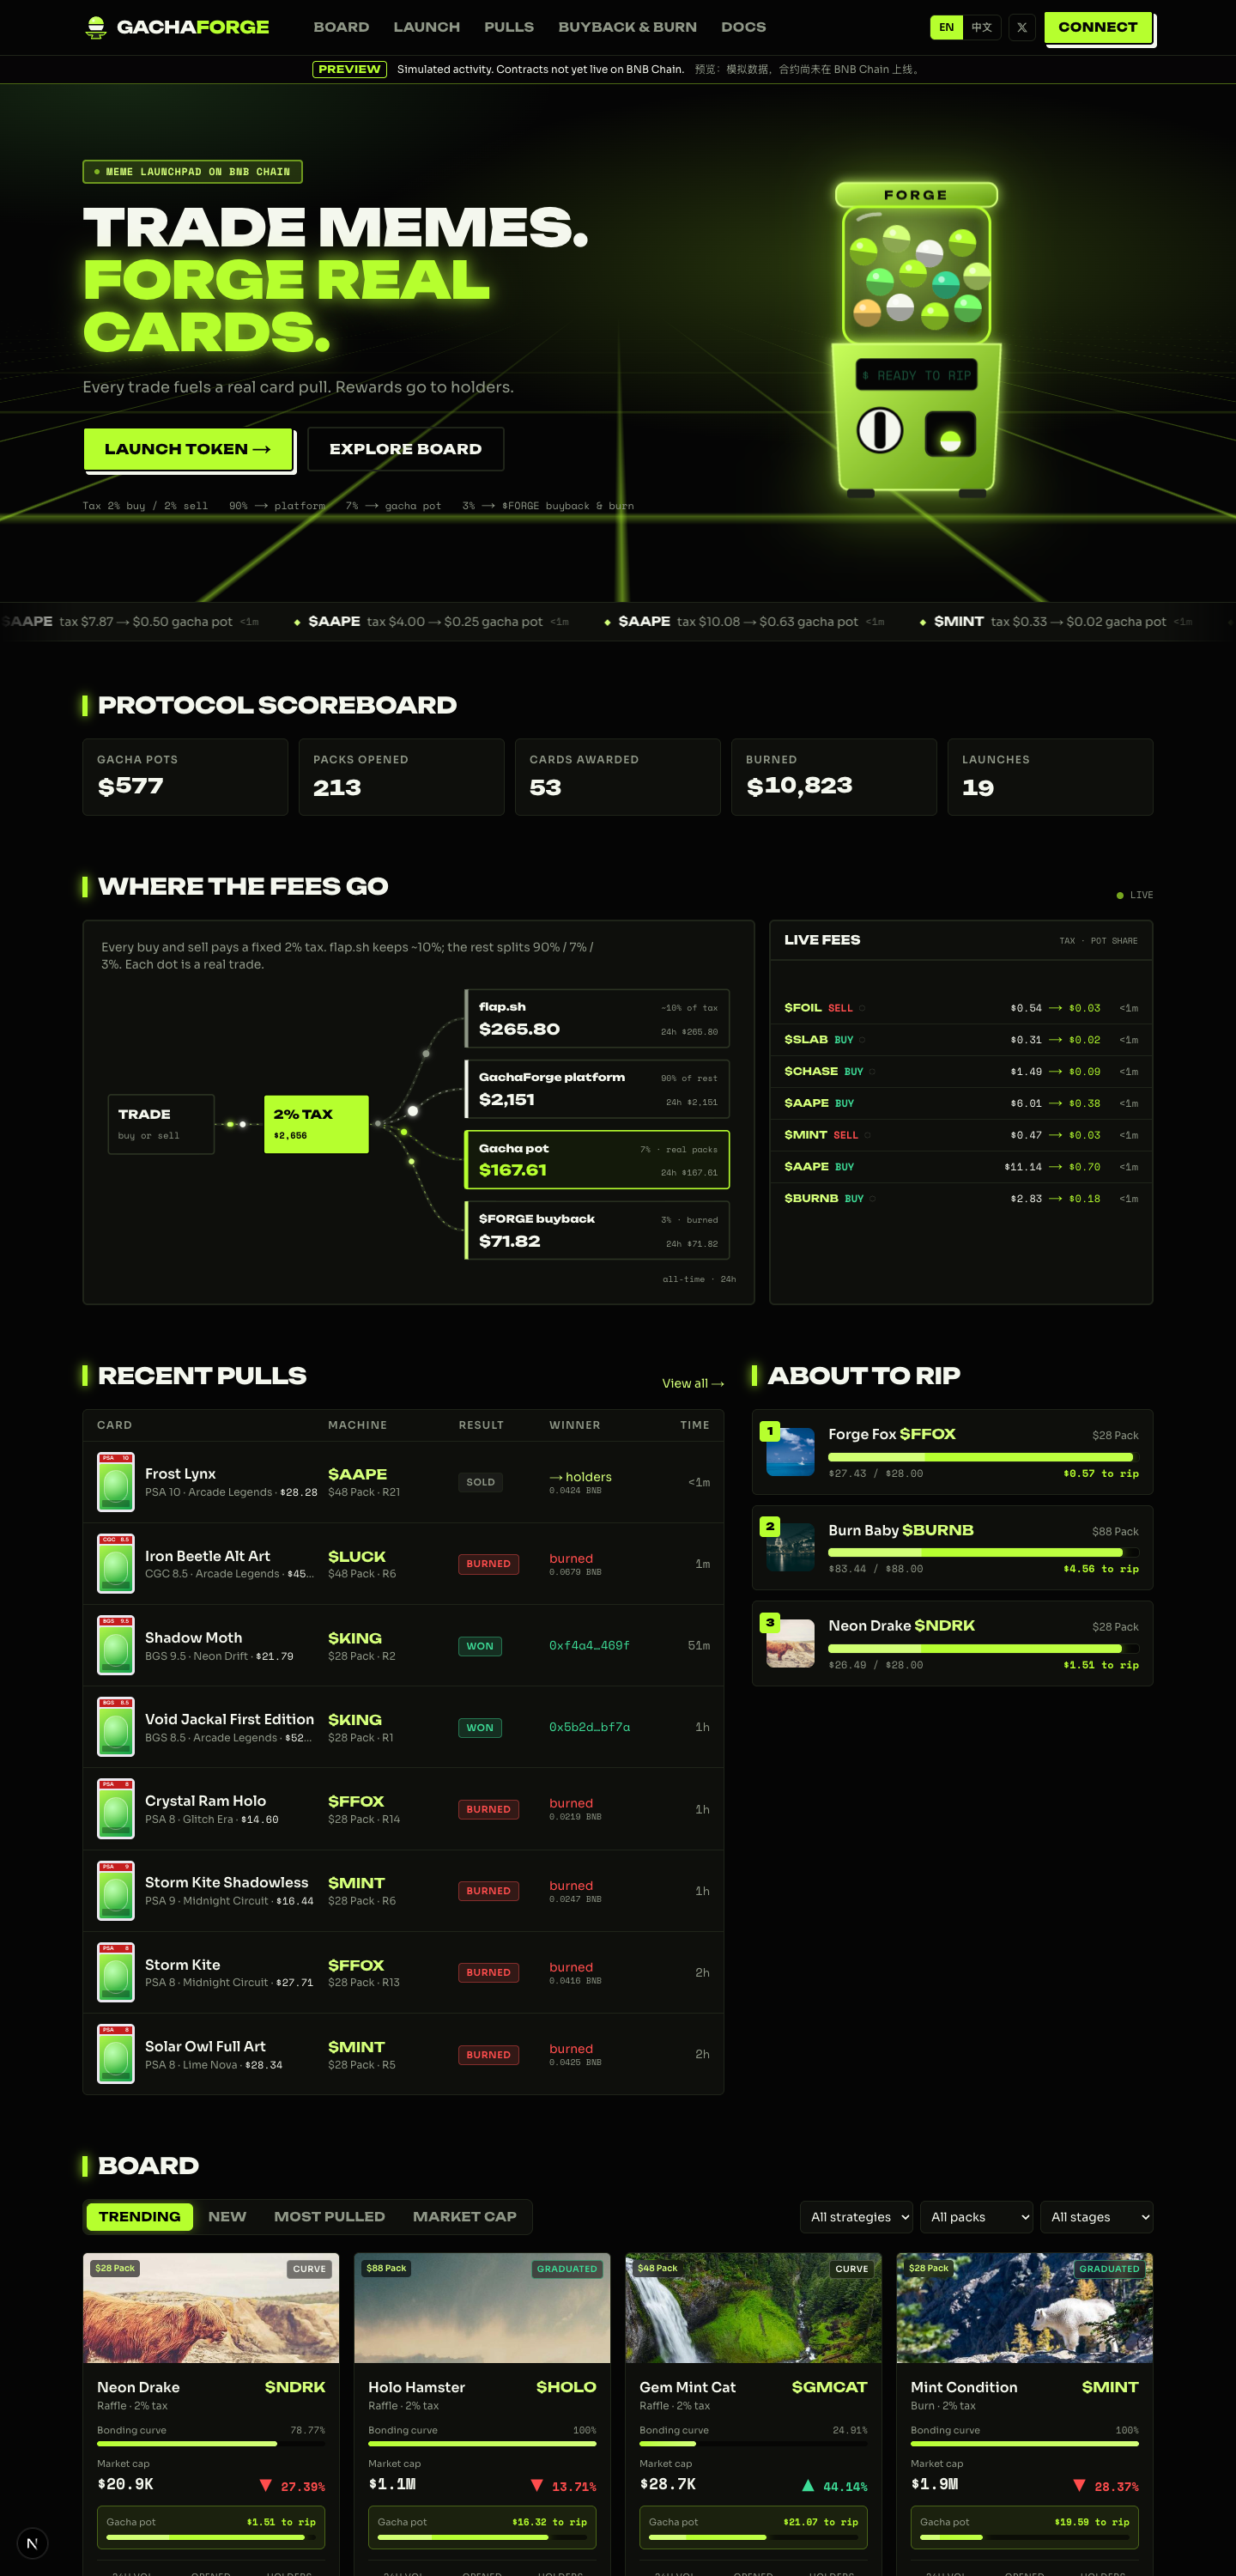 GACHAFORGE
BOARD LAUNCH PULLS BUYBACK & BURN DOCS
EN 中文 X CONNECT
PREVIEW Simulated activity. Contracts not yet live on BNB Chain. 预览：模拟数据，合约尚未在 BNB Chain 上线。
MEME LAUNCHPAD ON BNB CHAIN
TRADE MEMES.
FORGE REAL
CARDS.
Every trade fuels a real card pull. Rewards go to holders.
LAUNCH TOKEN → EXPLORE BOARD
Tax 2% buy / 2% sell 90% → platform 7% → gacha pot 3% → $FORGE buyback & burn
FORGE
$ READY TO RIP
$AAPE tax $7.87 → $0.50 gacha pot <1m ◆ $AAPE tax $4.00 → $0.25 gacha pot <1m ◆ $AAPE tax $10.08 → $0.63 gacha pot <1m ◆ $MINT tax $0.33 → $0.02 gacha pot <1m
PROTOCOL SCOREBOARD
GACHA POTS
$577
PACKS OPENED
213
CARDS AWARDED
53
BURNED
$10,823
LAUNCHES
19
WHERE THE FEES GO
LIVE
Every buy and sell pays a fixed 2% tax. flap.sh keeps ~10%; the rest splits 90% / 7% /
3%. Each dot is a real trade.
TRADE
buy or sell
2% TAX
$2,656
flap.sh ~10% of tax
$265.80 24h $265.80
GachaForge platform 90% of rest
$2,151 24h $2,151
Gacha pot 7% · real packs
$167.61 24h $167.61
$FORGE buyback 3% · burned
$71.82 24h $71.82
all-time · 24h
LIVE FEES TAX · POT SHARE
$FOIL SELL $0.54 → $0.03 <1m
$SLAB BUY $0.31 → $0.02 <1m
$CHASE BUY $1.49 → $0.09 <1m
$AAPE BUY $6.01 → $0.38 <1m
$MINT SELL $0.47 → $0.03 <1m
$AAPE BUY $11.14 → $0.70 <1m
$BURNB BUY $2.83 → $0.18 <1m
RECENT PULLS
View all →
CARD MACHINE RESULT WINNER TIME
PSA 10
Frost Lynx $AAPE SOLD → holders <1m
PSA 10 · Arcade Legends · $28.28 $48 Pack · R21 0.0424 BNB
CGC 8.5
Iron Beetle Alt Art $LUCK BURNED burned 1m
CGC 8.5 · Arcade Legends · $45... $48 Pack · R6 0.0679 BNB
BGS 9.5
Shadow Moth $KING WON 0xf4a4…469f 51m
BGS 9.5 · Neon Drift · $21.79 $28 Pack · R2
BGS 8.5
Void Jackal First Edition $KING WON 0x5b2d…bf7a 1h
BGS 8.5 · Arcade Legends · $52... $28 Pack · R1
PSA 8
Crystal Ram Holo $FFOX BURNED burned 1h
PSA 8 · Glitch Era · $14.60 $28 Pack · R14 0.0219 BNB
PSA 9
Storm Kite Shadowless $MINT BURNED burned 1h
PSA 9 · Midnight Circuit · $16.44 $28 Pack · R6 0.0247 BNB
PSA 8
Storm Kite $FFOX BURNED burned 2h
PSA 8 · Midnight Circuit · $27.71 $28 Pack · R13 0.0416 BNB
PSA 8
Solar Owl Full Art $MINT BURNED burned 2h
PSA 8 · Lime Nova · $28.34 $28 Pack · R5 0.0425 BNB
ABOUT TO RIP
1 Forge Fox $FFOX $28 Pack
$27.43 / $28.00 $0.57 to rip
2 Burn Baby $BURNB $88 Pack
$83.44 / $88.00 $4.56 to rip
3 Neon Drake $NDRK $28 Pack
$26.49 / $28.00 $1.51 to rip
BOARD
TRENDING NEW MOST PULLED MARKET CAP
All strategies All packs All stages
$28 Pack CURVE
Neon Drake $NDRK
Raffle · 2% tax
Bonding curve 78.77%
Market cap
$20.9K ▼ 27.39%
Gacha pot $1.51 to rip
$88 Pack GRADUATED
Holo Hamster $HOLO
Raffle · 2% tax
Bonding curve 100%
Market cap
$1.1M ▼ 13.71%
Gacha pot $16.32 to rip
$48 Pack CURVE
Gem Mint Cat $GMCAT
Raffle · 2% tax
Bonding curve 24.91%
Market cap
$28.7K ▲ 44.14%
Gacha pot $21.07 to rip
$28 Pack GRADUATED
Mint Condition $MINT
Burn · 2% tax
Bonding curve 100%
Market cap
$1.9M ▼ 28.37%
Gacha pot $19.59 to rip
N